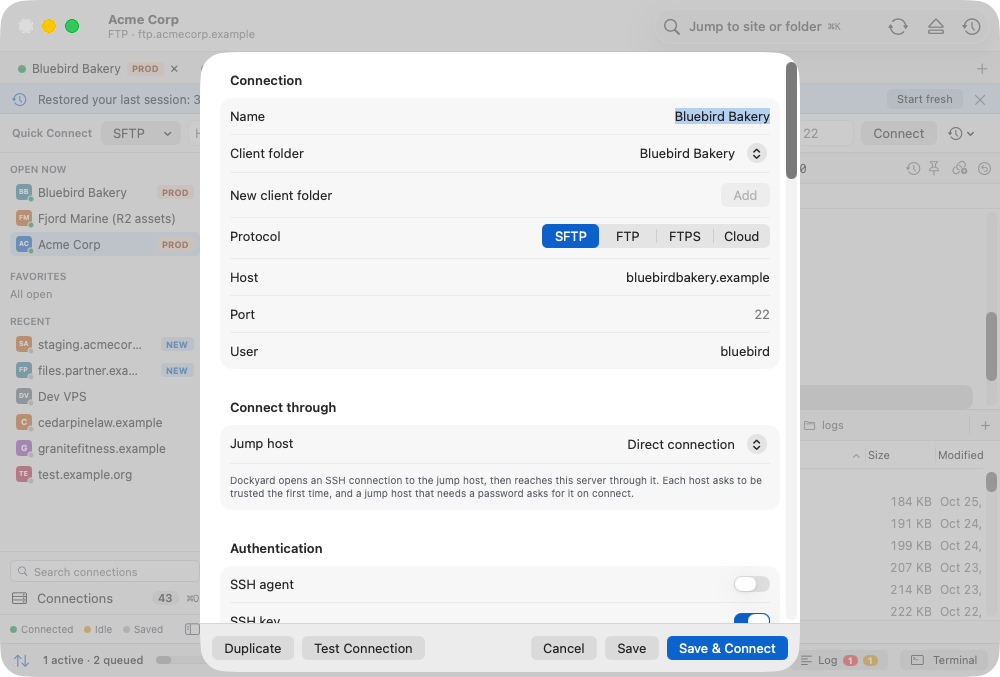 Acme Corp
FTP · ftp.acmecorp.example
Jump to site or folder ⌘K
Bluebird Bakery PROD ×
Restored your last session: 3
Start fresh
Quick Connect SFTP
22
Connect
OPEN NOW
BB Bluebird Bakery PROD
FM Fjord Marine (R2 assets)
AC Acme Corp PROD
FAVORITES
All open
RECENT
SA staging.acmecor... NEW
FP files.partner.exa... NEW
DV Dev VPS
C cedarpinelaw.example
G granitefitness.example
TE test.example.org
Search connections
Connections 43
Connected Idle Saved
1 active · 2 queued
Connection
Name Bluebird Bakery
Client folder Bluebird Bakery
New client folder Add
Protocol SFTP FTP FTPS Cloud
Host bluebirdbakery.example
Port 22
User bluebird
Connect through
Jump host Direct connection
Dockyard opens an SSH connection to the jump host, then reaches this server through it. Each host asks to be
trusted the first time, and a jump host that needs a password asks for it on connect.
Authentication
SSH agent
SSH key
Duplicate Test Connection Cancel Save Save & Connect
logs
Size Modified
184 KB Oct 25,
191 KB Oct 24,
199 KB Oct 24,
207 KB Oct 23,
214 KB Oct 23,
222 KB Oct 22,
Log 1 1 Terminal